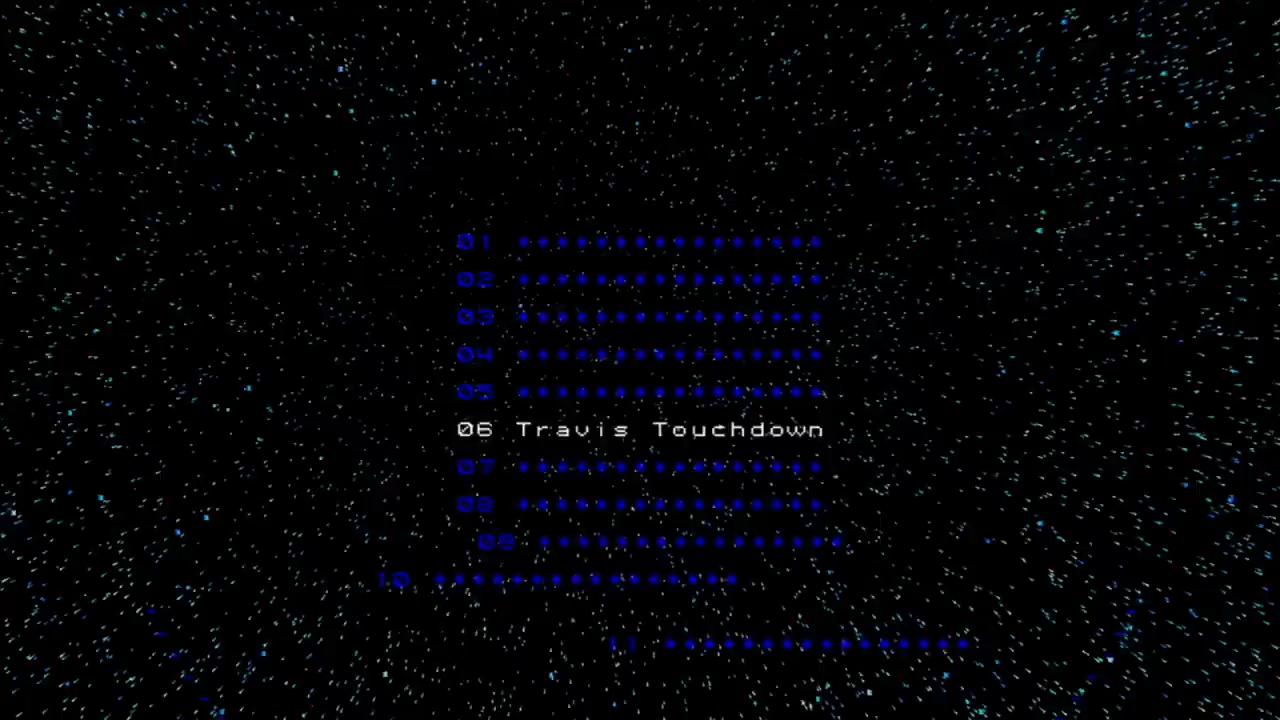 01 • • • • • • • • • • • • • • • •
02 • • • • • • • • • • • • • • • •
03 • • • • • • • • • • • • • • • •
04 • • • • • • • • • • • • • • • •
05 • • • • • • • • • • • • • • • •
06 Travis Touchdown
07 • • • • • • • • • • • • • • • •
08 • • • • • • • • • • • • • • • •
09 • • • • • • • • • • • • • • • •
10 • • • • • • • • • • • • • • • •
11 • • • • • • • • • • • • • • • •